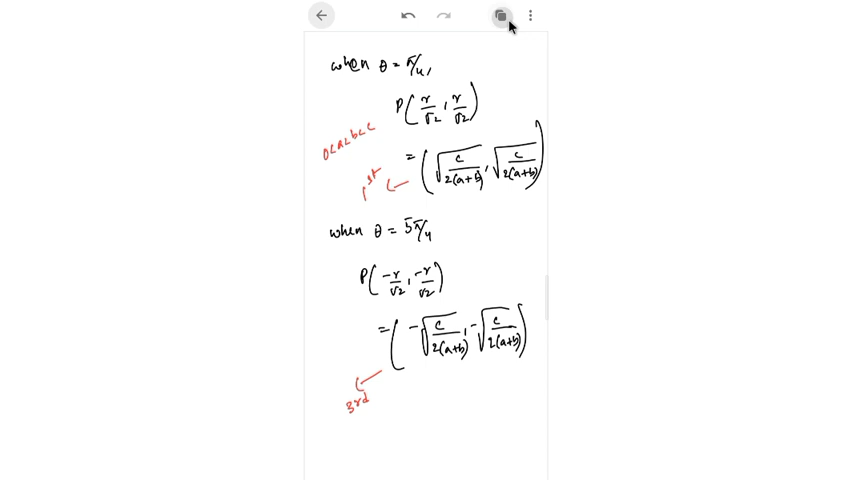 when θ = π/4,
P(r/√2, r/√2)
0<a<b<c
= (√(c/2(a+b)), √(c/2(a+b)))
1st
when θ = 5π/4
P(-r/√2, -r/√2)
= (-√(c/2(a+b)), -√(c/2(a+b)))
3rd